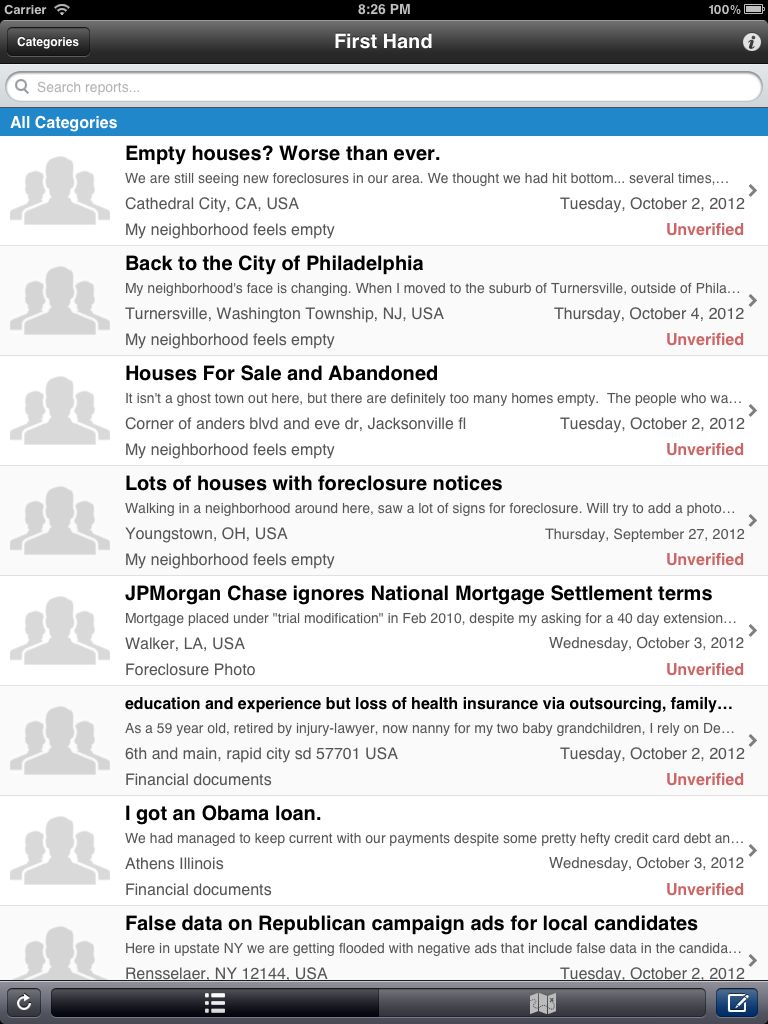 Carrier 8:26 PM 100%
Categories First Hand
Search reports...
All Categories
Empty houses? Worse than ever.
We are still seeing new foreclosures in our area. We thought we had hit bottom... several times,...
Cathedral City, CA, USA Tuesday, October 2, 2012
My neighborhood feels empty Unverified
Back to the City of Philadelphia
My neighborhood's face is changing. When I moved to the suburb of Turnersville, outside of Phila...
Turnersville, Washington Township, NJ, USA Thursday, October 4, 2012
My neighborhood feels empty Unverified
Houses For Sale and Abandoned
It isn't a ghost town out here, but there are definitely too many homes empty.  The people who wa...
Corner of anders blvd and eve dr, Jacksonville fl Tuesday, October 2, 2012
My neighborhood feels empty Unverified
Lots of houses with foreclosure notices
Walking in a neighborhood around here, saw a lot of signs for foreclosure. Will try to add a photo...
Youngstown, OH, USA Thursday, September 27, 2012
My neighborhood feels empty Unverified
JPMorgan Chase ignores National Mortgage Settlement terms
Mortgage placed under "trial modification" in Feb 2010, despite my asking for a 40 day extension...
Walker, LA, USA Wednesday, October 3, 2012
Foreclosure Photo Unverified
education and experience but loss of health insurance via outsourcing, family...
As a 59 year old, retired by injury-lawyer, now nanny for my two baby grandchildren, I rely on De...
6th and main, rapid city sd 57701 USA Tuesday, October 2, 2012
Financial documents Unverified
I got an Obama loan.
We had managed to keep current with our payments despite some pretty hefty credit card debt an...
Athens Illinois Wednesday, October 3, 2012
Financial documents Unverified
False data on Republican campaign ads for local candidates
Here in upstate NY we are getting flooded with negative ads that include false data in the candida...
Rensselaer, NY 12144, USA Tuesday, October 2, 2012